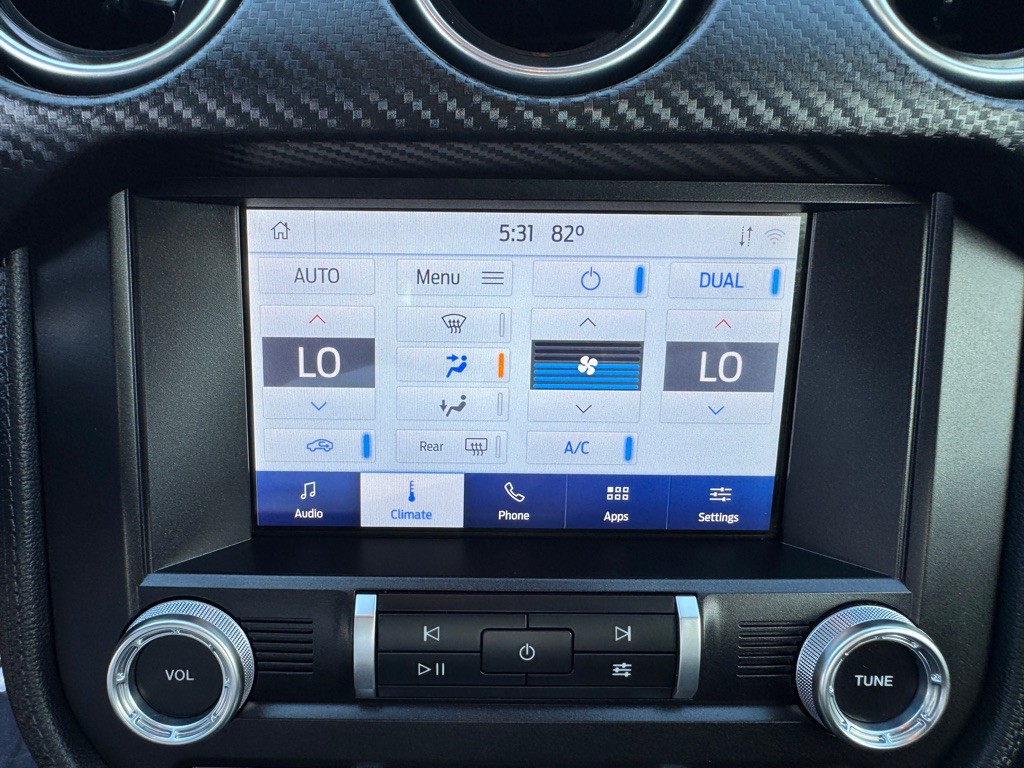 5:31 82°
AUTO
Menu
DUAL
LO
LO
Rear
A/C
Audio
Climate
Phone
Apps
Settings
VOL
TUNE